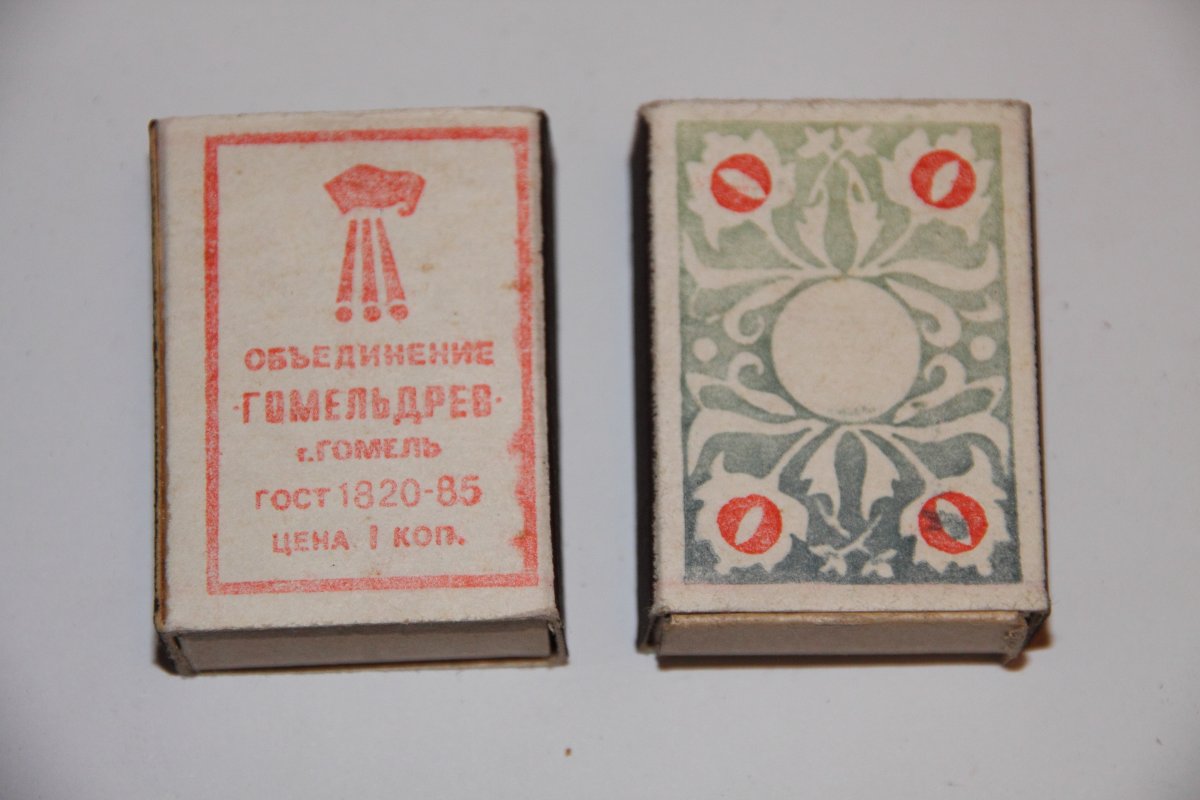 ОБЪЕДИНЕНИЕ
·ГОМЕЛЬДРЕВ·
г.ГОМЕЛЬ
ГОСТ 1820-85
ЦЕНА 1 КОП.